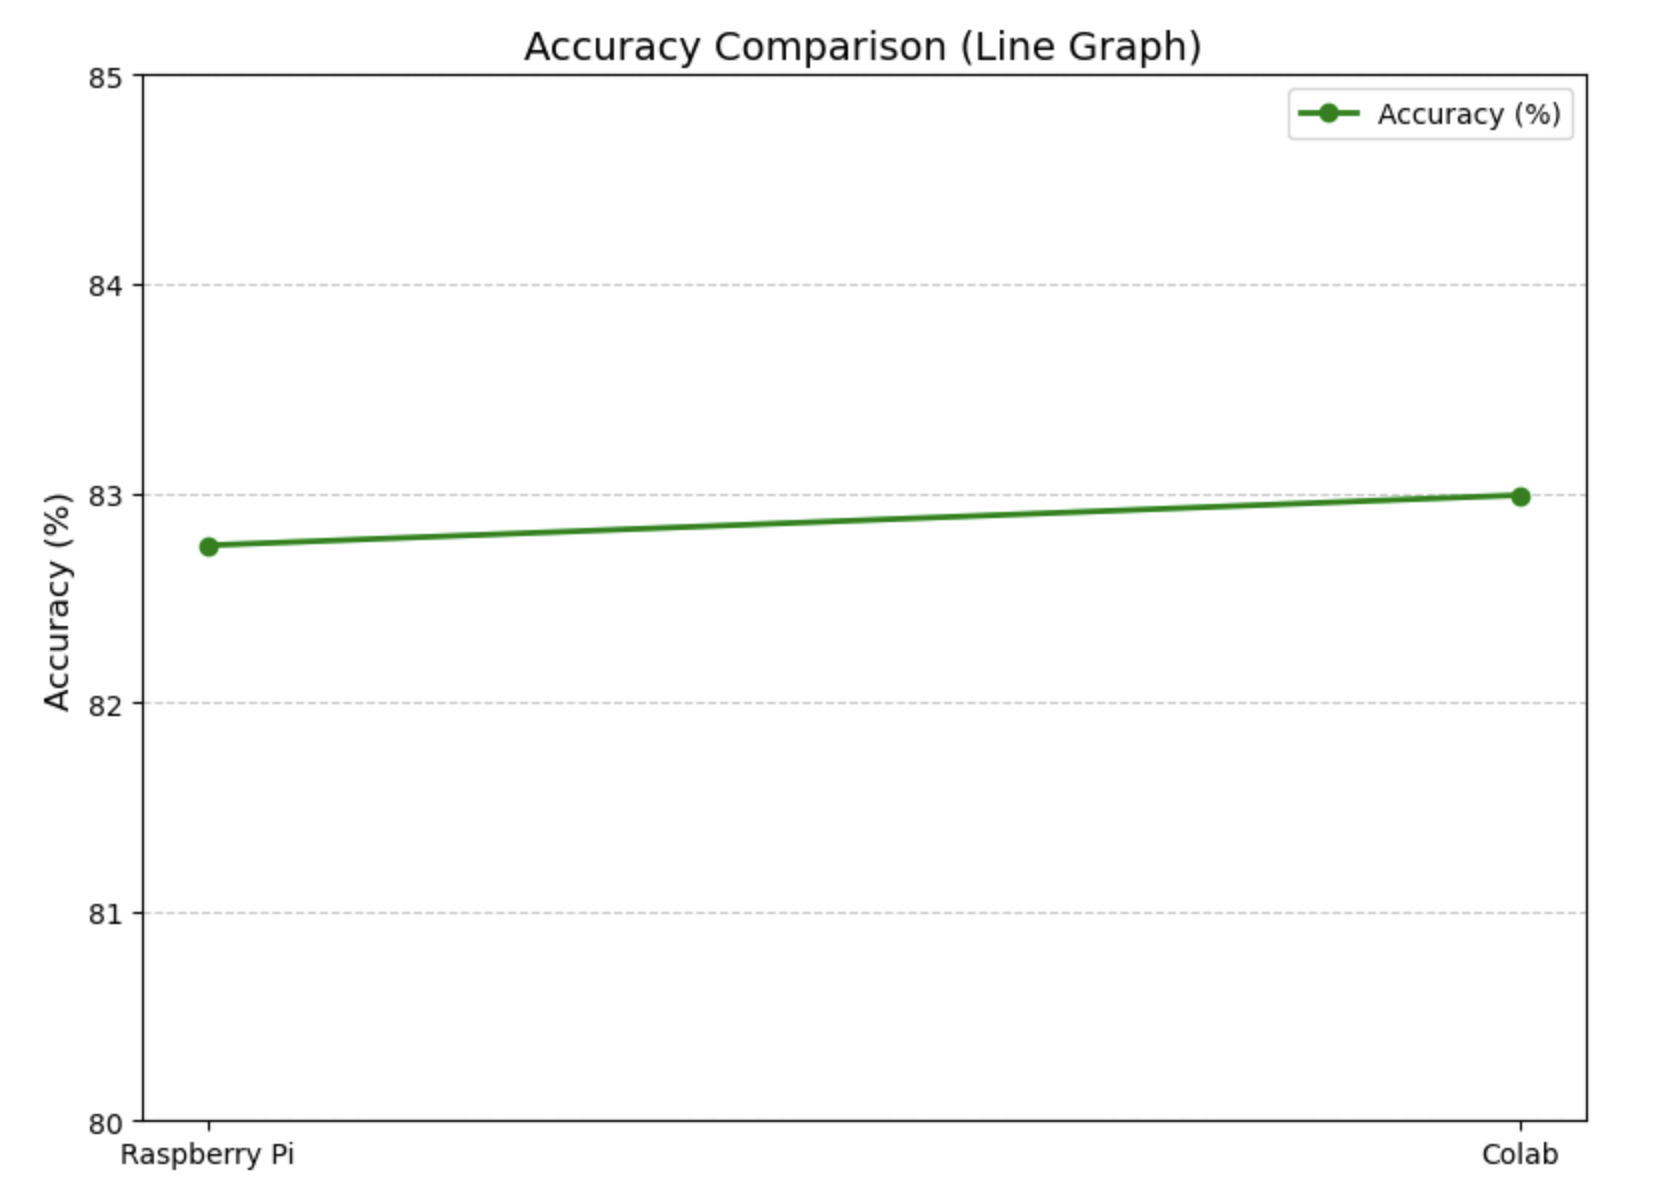 Accuracy Comparison (Line Graph)
Accuracy (%)
85
84
83
82
81
80
Accuracy (%)
Raspberry Pi
Colab